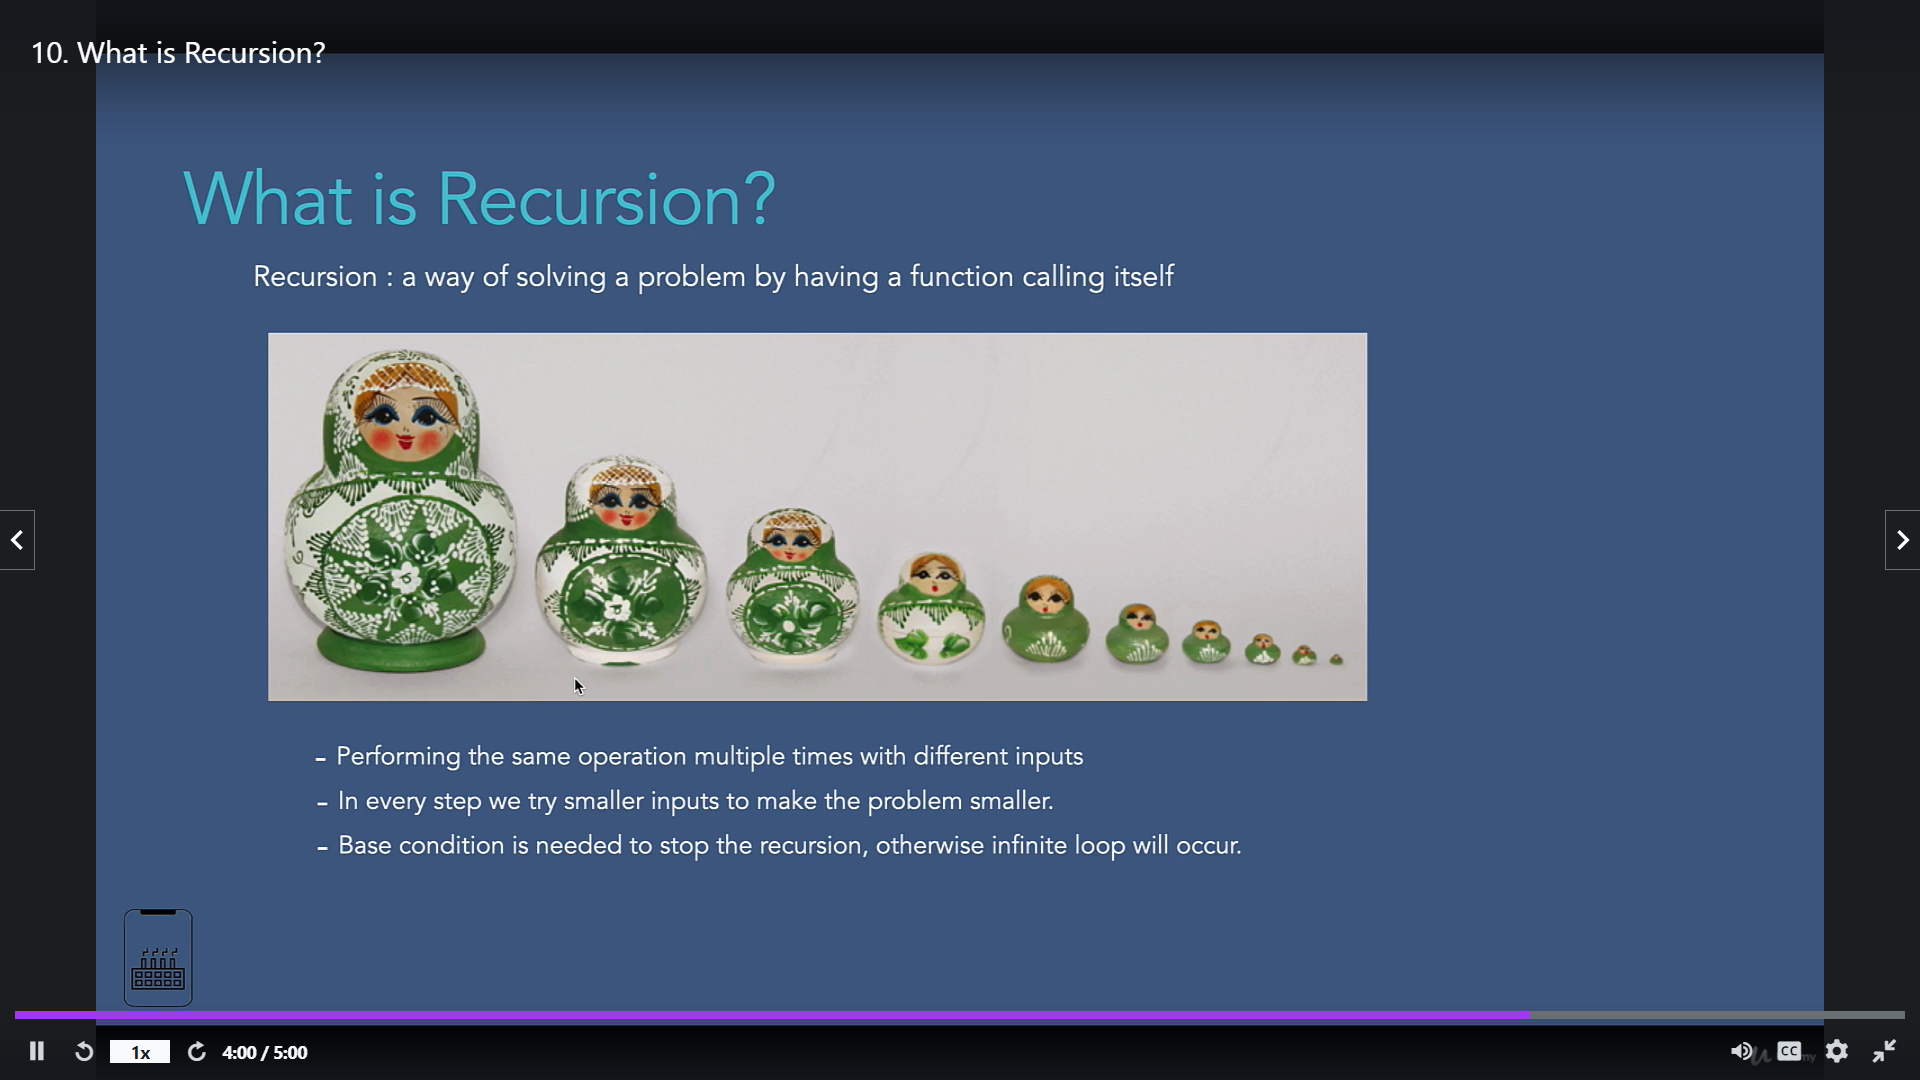 10. What is Recursion?
What is Recursion?
Recursion : a way of solving a problem by having a function calling itself
- Performing the same operation multiple times with different inputs
- In every step we try smaller inputs to make the problem smaller.
- Base condition is needed to stop the recursion, otherwise infinite loop will occur.
1x
4:00 / 5:00
CC